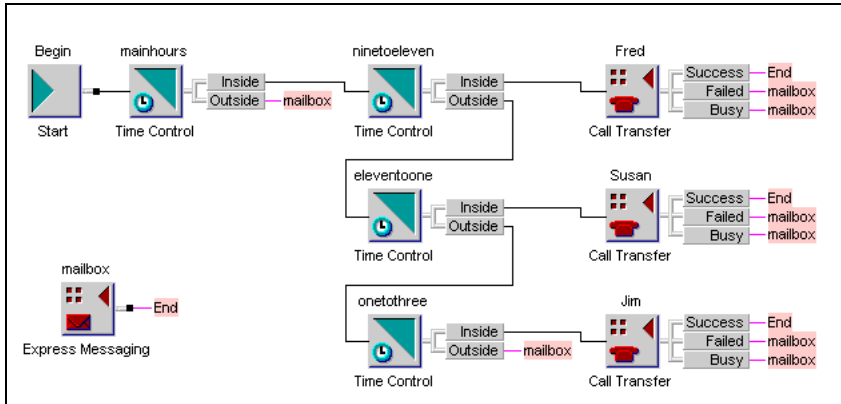 Begin
mainhours
ninetoeleven
Fred
Inside
Outside
mailbox
Inside
Outside
Success
End
Failed
mailbox
Busy
mailbox
Start
Time Control
Time Control
Call Transfer
eleventoone
Susan
Inside
Outside
Success
End
Failed
mailbox
Busy
mailbox
Time Control
Call Transfer
mailbox
End
Express Messaging
onetothree
Jim
Inside
Outside
mailbox
Success
End
Failed
mailbox
Busy
mailbox
Time Control
Call Transfer